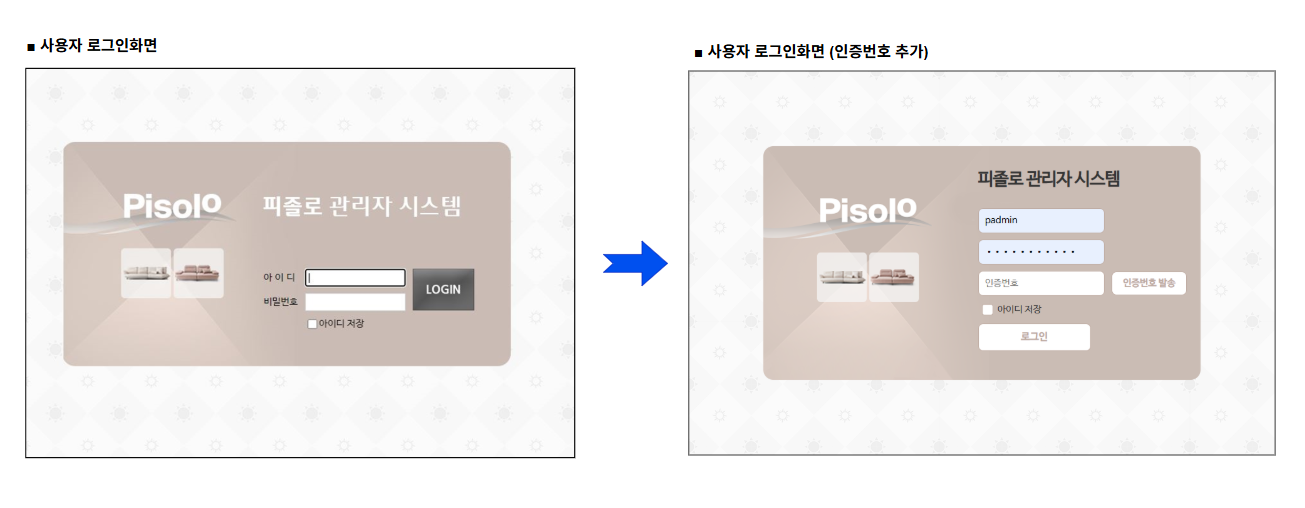 ■ 사용자 로그인화면
Pisolo
피졸로 관리자 시스템
아 이 디
비밀번호
LOGIN
아이디 저장
■ 사용자 로그인화면 (인증번호 추가)
Pisolo
피졸로 관리자 시스템
padmin
• • • • • • • • • • •
인증번호
인증번호 발송
아이디 저장
로그인